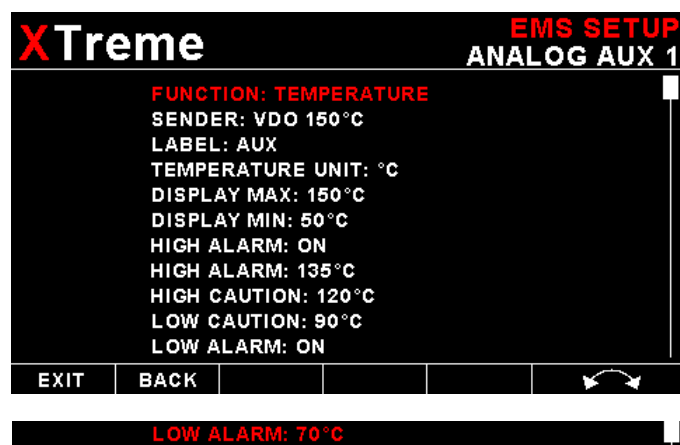 XTreme
EMS SETUP
ANALOG AUX 1
FUNCTION: TEMPERATURE
SENDER: VDO 150°C
LABEL: AUX
TEMPERATURE UNIT: °C
DISPLAY MAX: 150°C
DISPLAY MIN: 50°C
HIGH ALARM: ON
HIGH ALARM: 135°C
HIGH CAUTION: 120°C
LOW CAUTION: 90°C
LOW ALARM: ON
EXIT BACK
LOW ALARM: 70°C